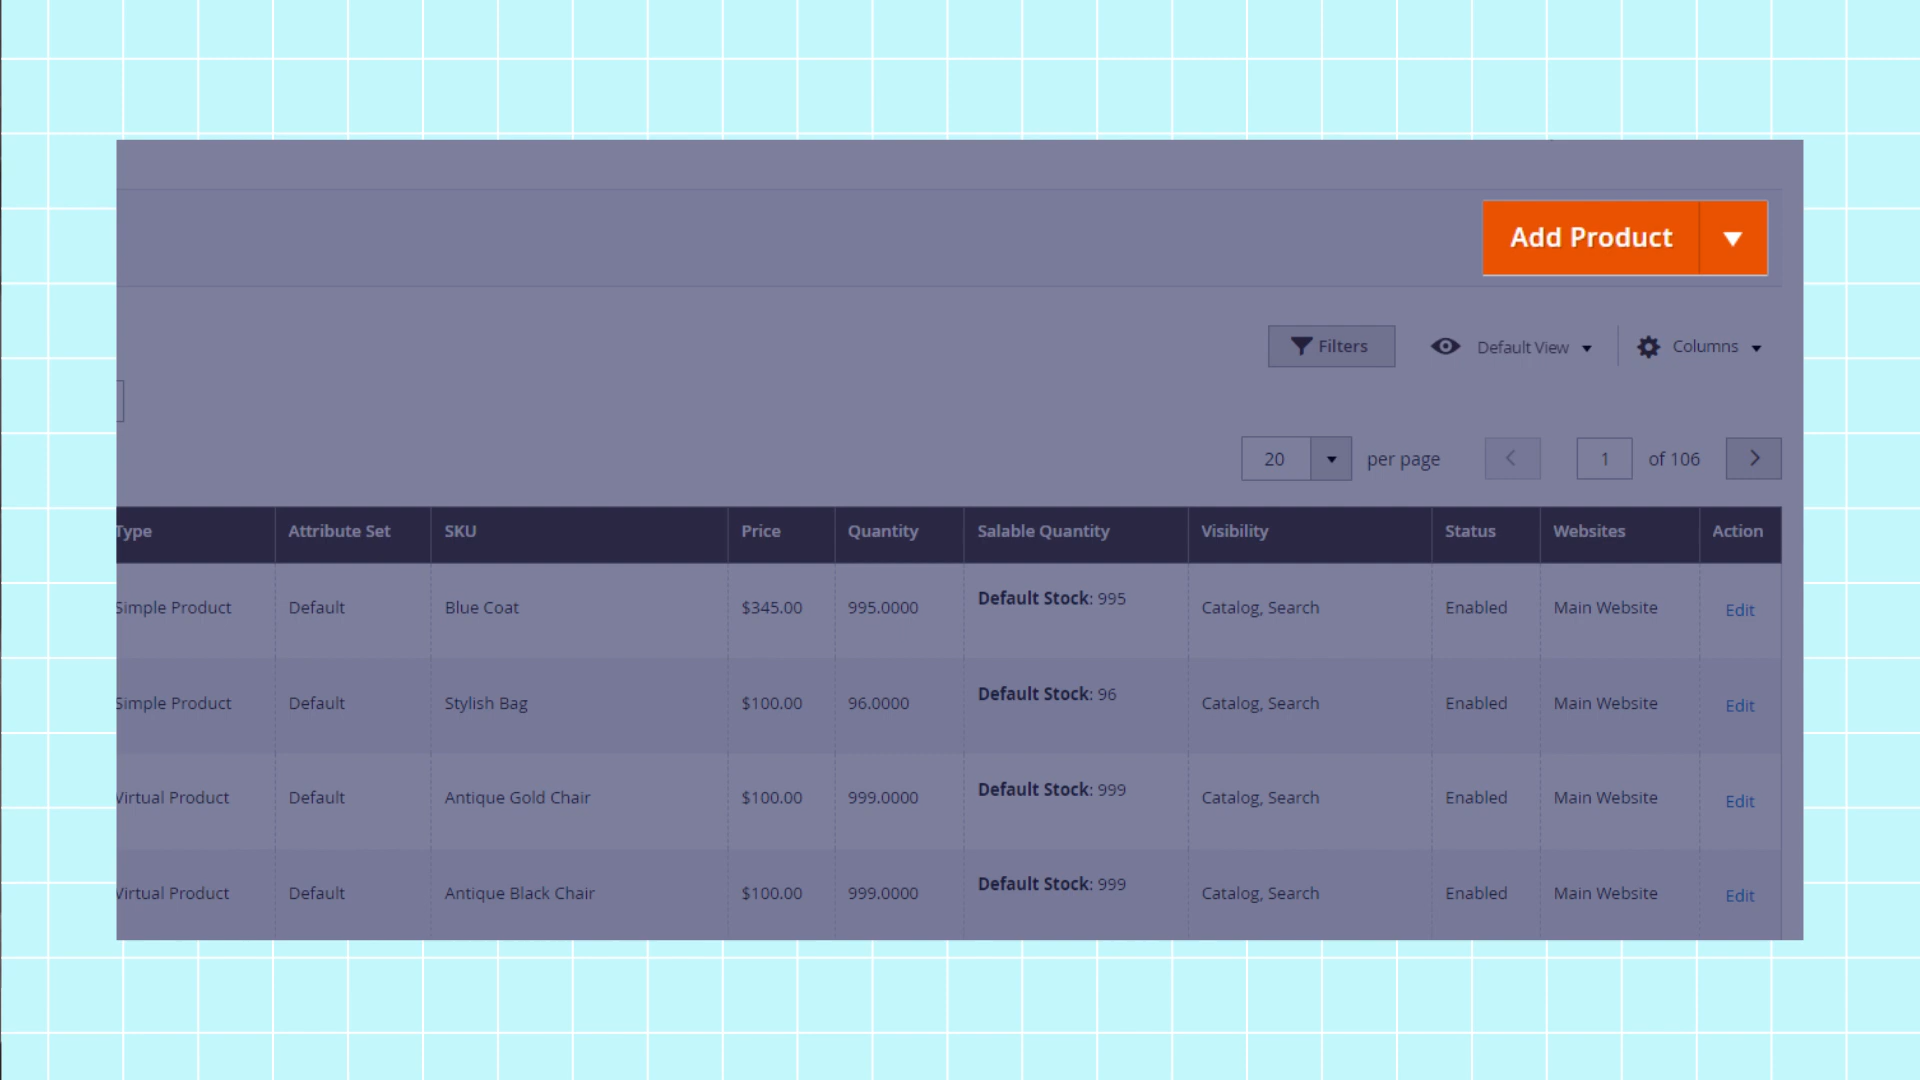 Add Product
Filters Default View Columns
20 per page 1 of 106
Type Attribute Set SKU Price Quantity Salable Quantity Visibility Status Websites Action
Simple Product Default Blue Coat $345.00 995.0000 Default Stock: 995 Catalog, Search Enabled Main Website Edit
Simple Product Default Stylish Bag $100.00 96.0000 Default Stock: 96 Catalog, Search Enabled Main Website Edit
Virtual Product Default Antique Gold Chair $100.00 999.0000 Default Stock: 999 Catalog, Search Enabled Main Website Edit
Virtual Product Default Antique Black Chair $100.00 999.0000 Default Stock: 999 Catalog, Search Enabled Main Website Edit